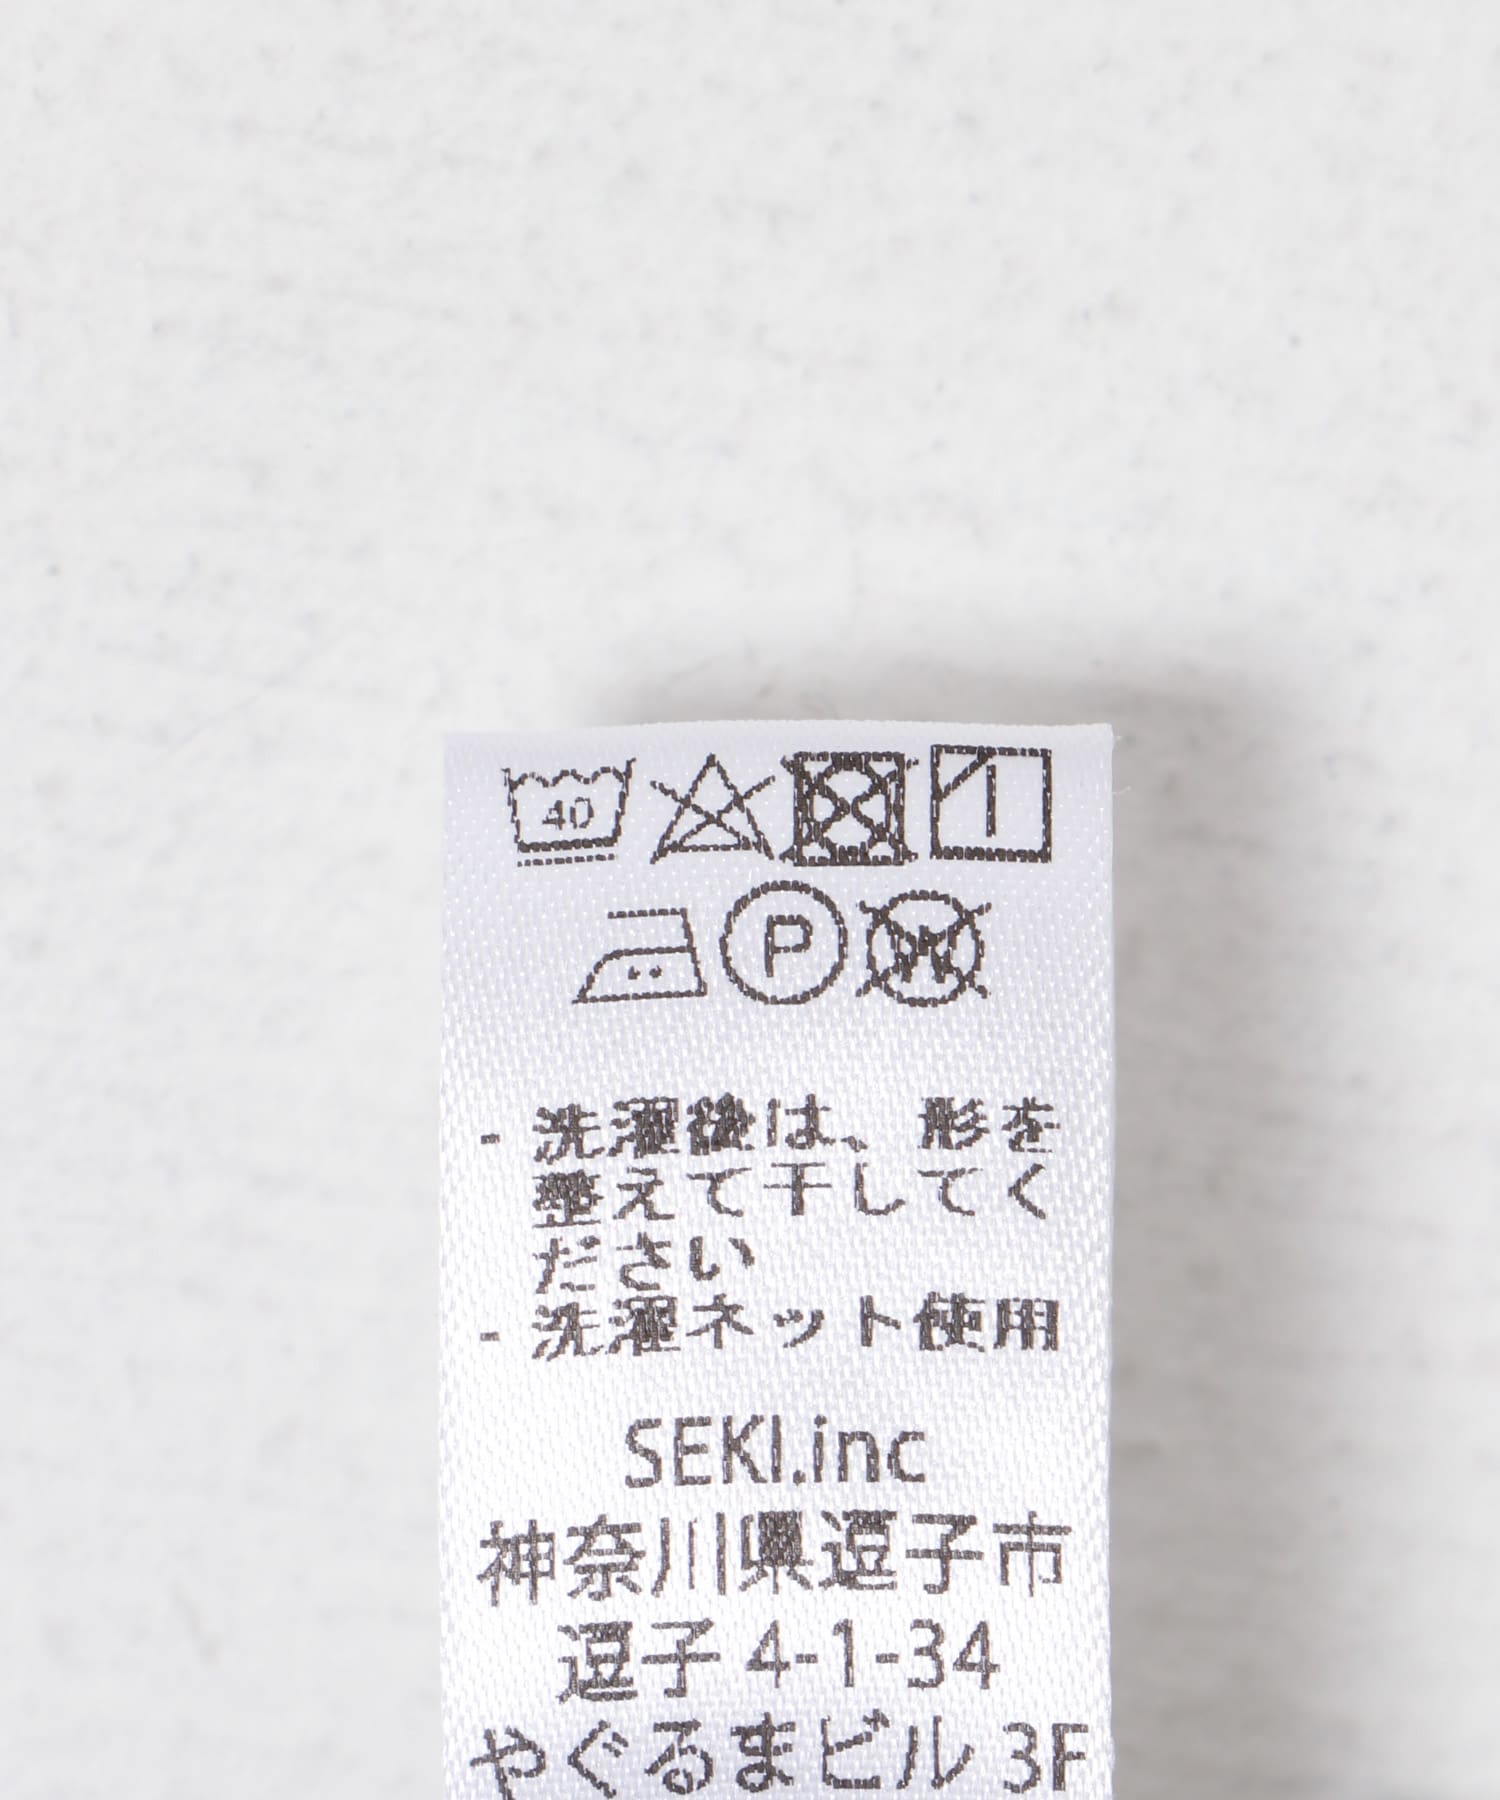 40
P W
- 洗濯後は、形を
整えて干してく
ださい
- 洗濯ネット使用
SEKI.inc
神奈川県逗子市
逗子 4-1-34
やぐるまビル 3F